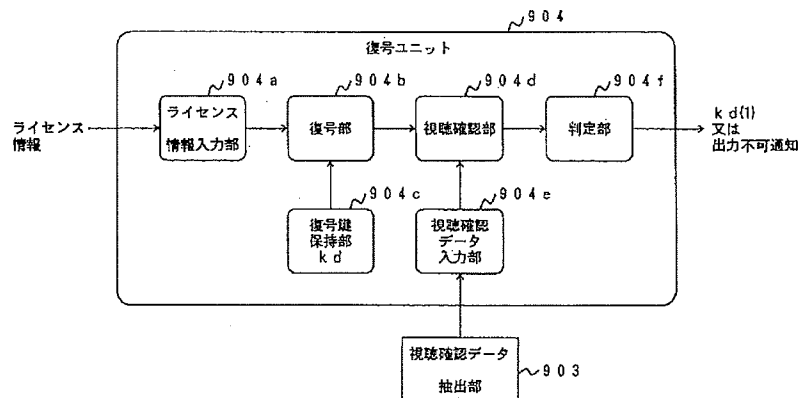 904
復号ユニット
904a
904b
904d
904f
ライセンス
情報
ライセンス
情報入力部
復号部
視聴確認部
判定部
kd(1)
又は
出力不可通知
904c
904e
復号鍵
保持部
kd
視聴確認
データ
入力部
視聴確認データ
抽出部
903